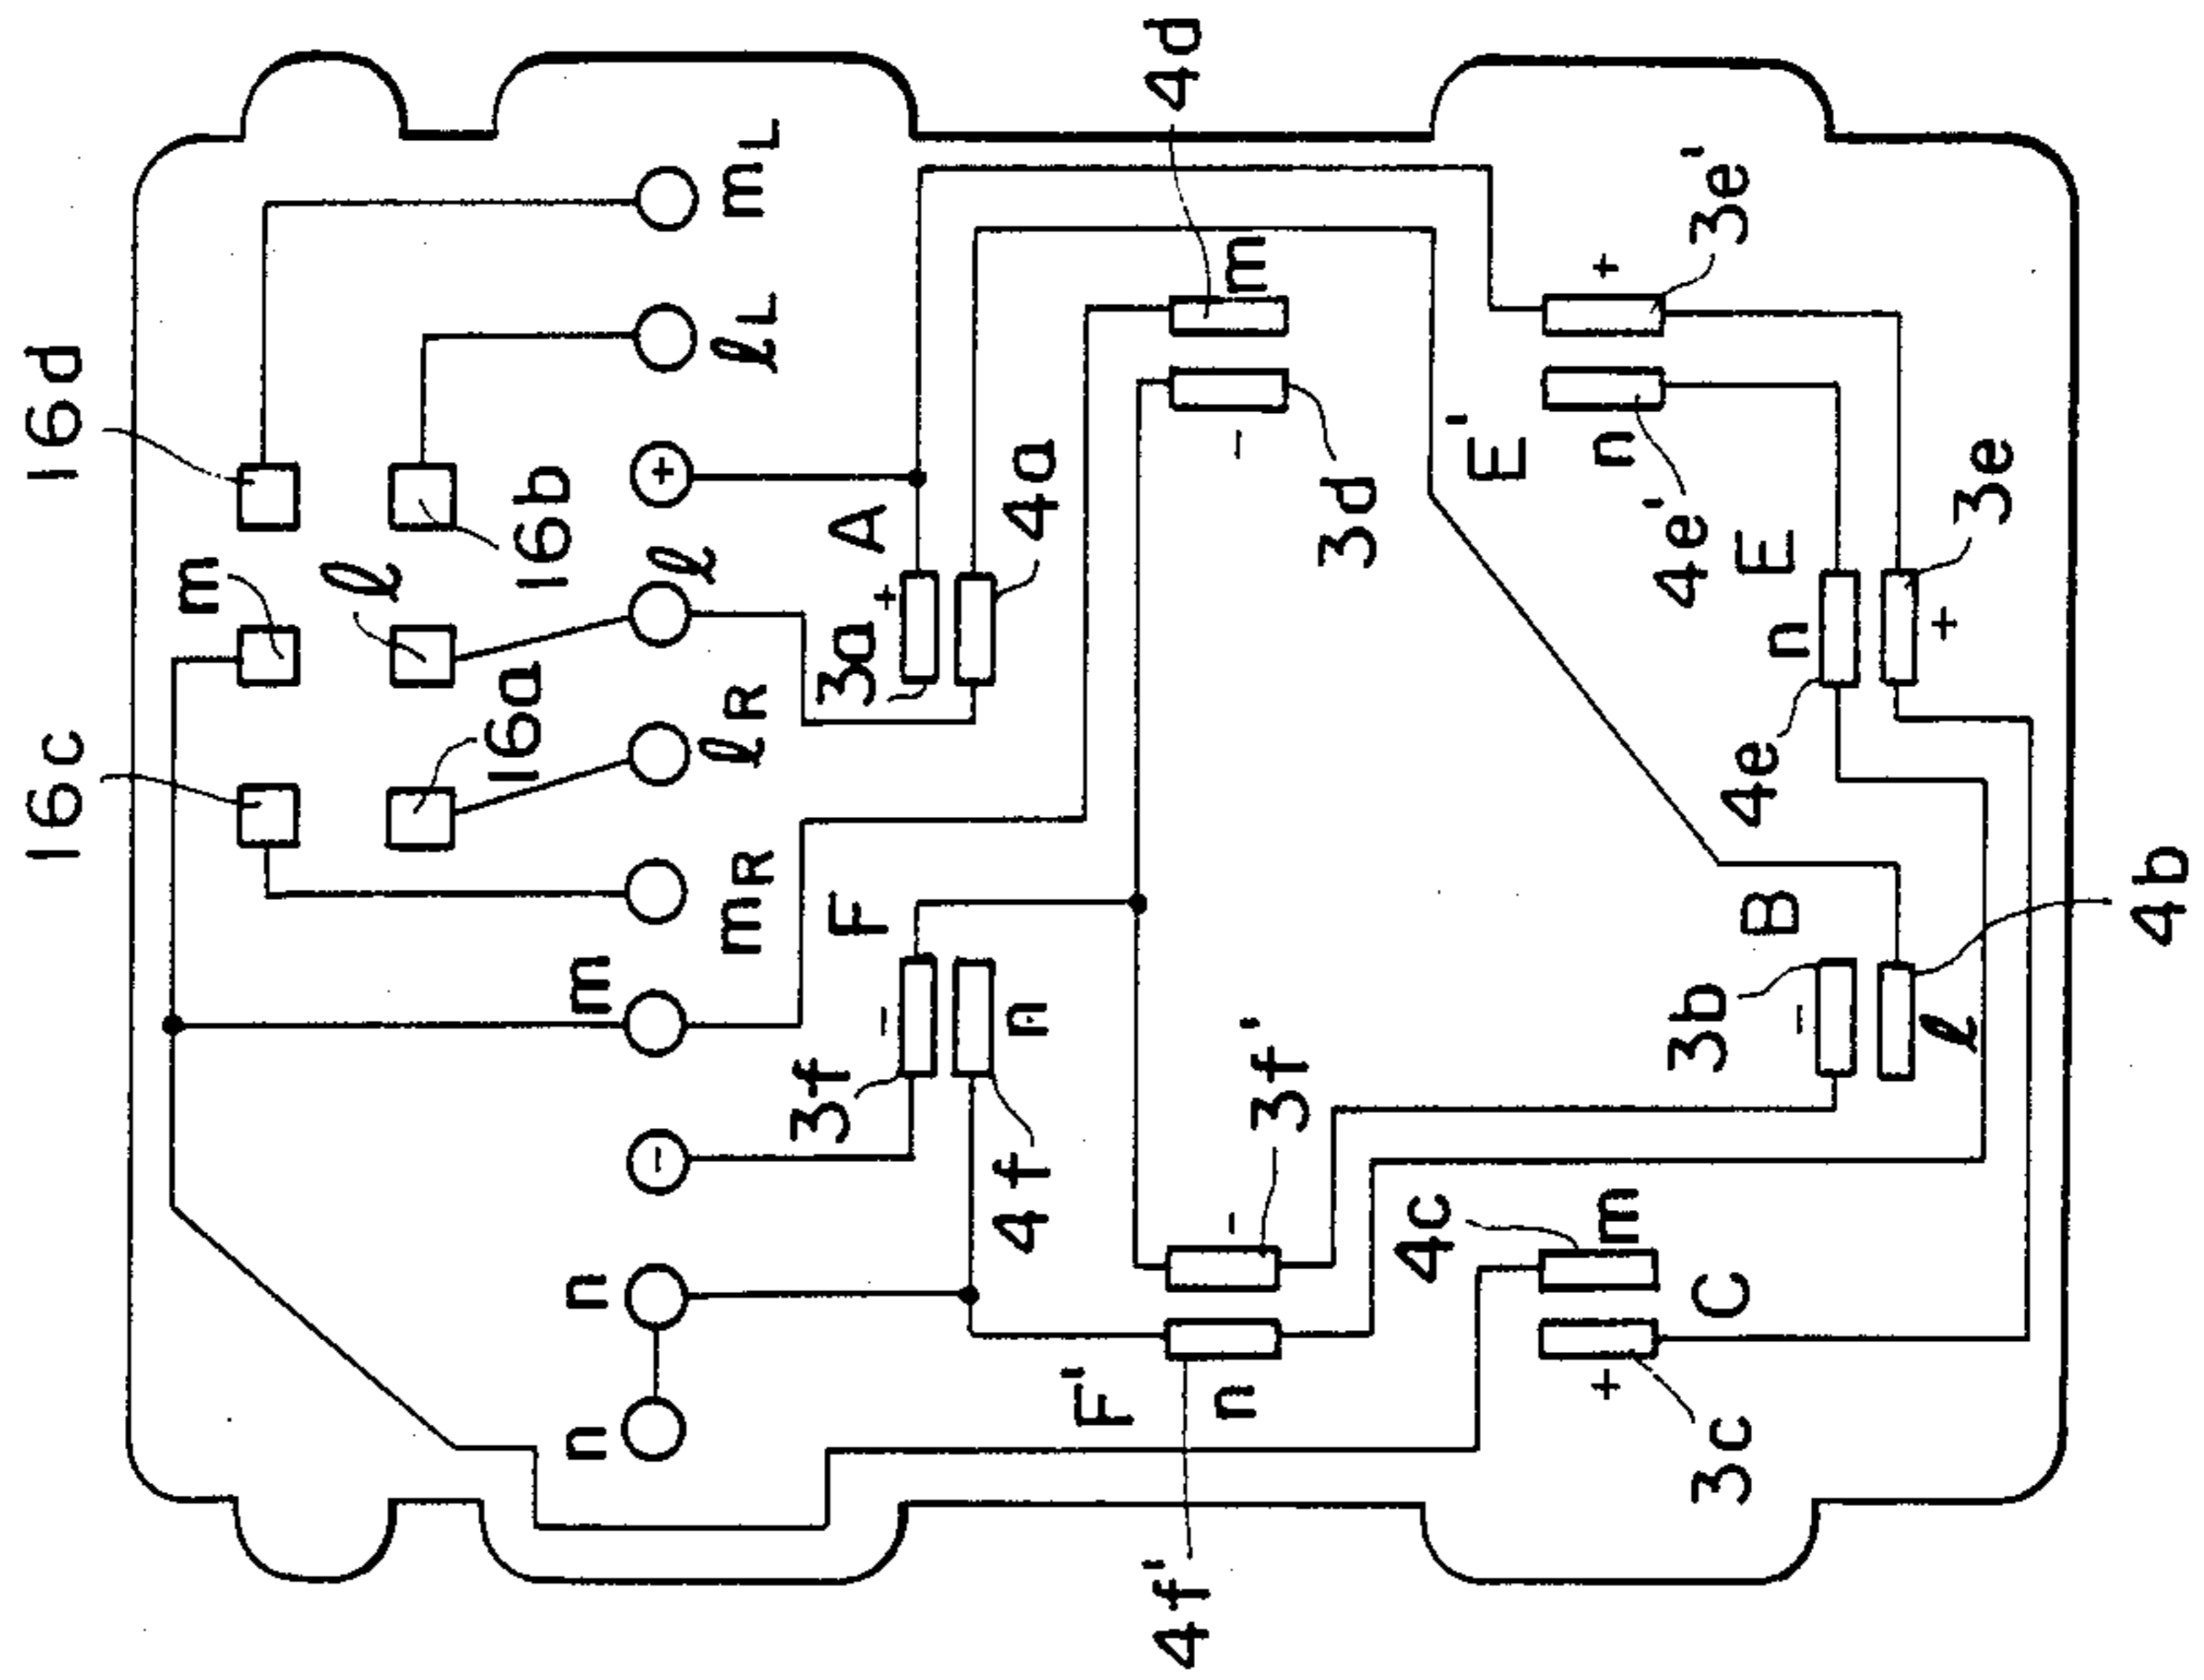 16c
16d
m
ℓ
16a
16b
n
n
−
m
mR
ℓR
ℓ
+
ℓL
mL
3f
−
F
4f
n
3a
+
A
4a
4d
m
−
3d
F'
n
4f'
−
3f'
4c
m
C
+
3c
E'
n
4e'
+
3e'
B
3b
−
ℓ
4b
E
n
4e
+
3e